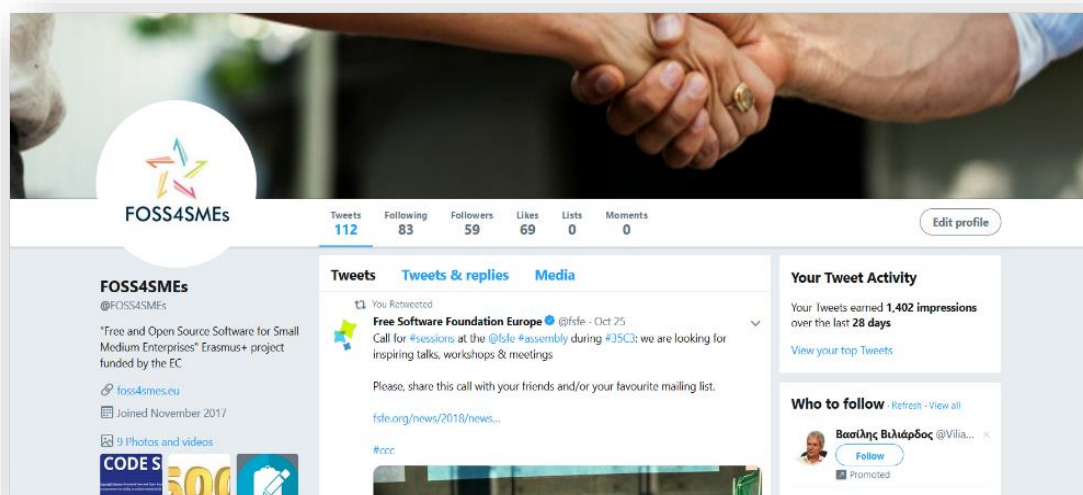 FOSS4SMEs
Tweets Following Followers Likes Lists Moments
112 83 59 69 0 0
Edit profile
FOSS4SMEs
@FOSS4SMEs
"Free and Open Source Software for Small
Medium Enterprises" Erasmus+ project
funded by the EC
foss4smes.eu
Joined November 2017
9 Photos and videos
CODE S
500
Tweets Tweets & replies Media
You Retweeted
Free Software Foundation Europe @fsfe - Oct 25
Call for #sessions at the @fsfe #assembly during #35C3: we are looking for
inspiring talks, workshops & meetings
Please, share this call with your friends and/or your favourite mailing list.
fsfe.org/news/2018/news...
#ccc
Your Tweet Activity
Your Tweets earned 1,402 impressions
over the last 28 days
View your top Tweets
Who to follow · Refresh · View all
Βασίλης Βιλιάρδος @Vilia...
Follow
Promoted